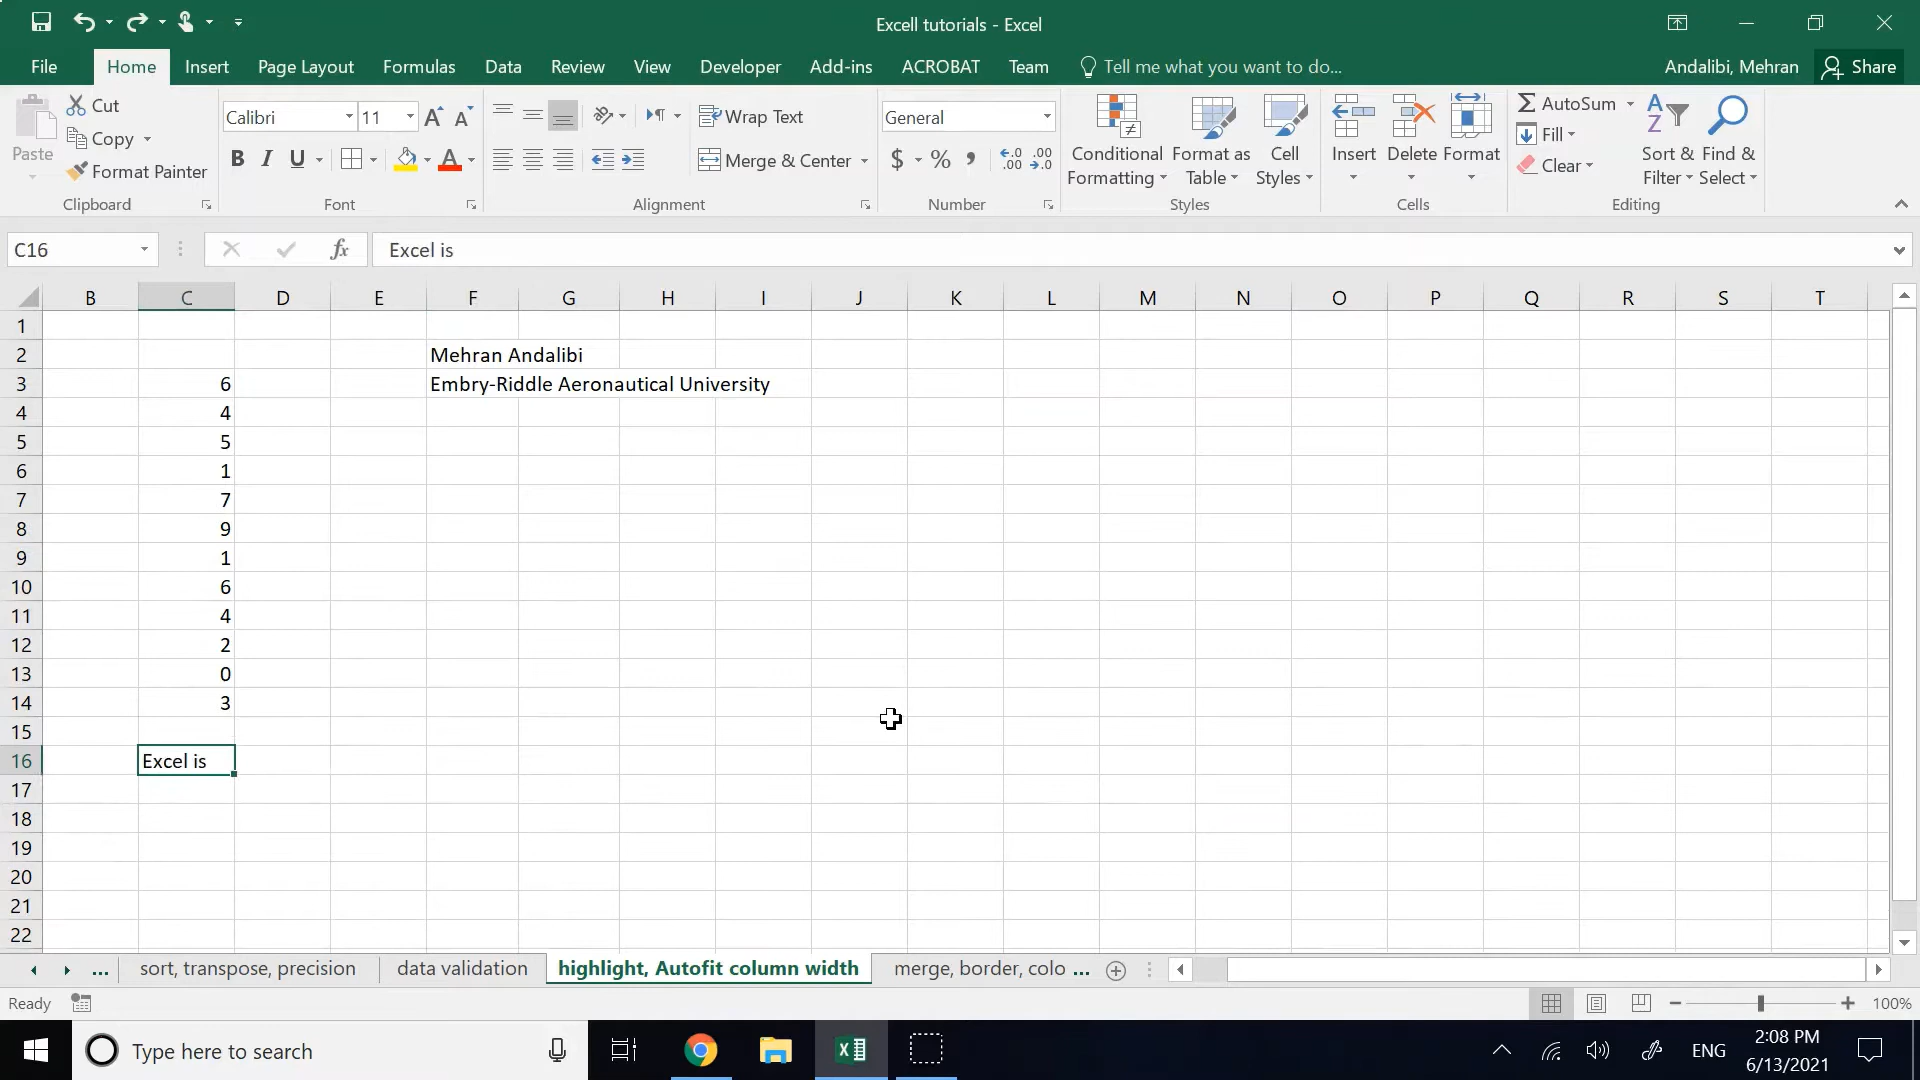 Excell tutorials - Excel
File Home Insert Page Layout Formulas Data Review View Developer Add-ins ACROBAT Team Tell me what you want to do... Andalibi, Mehran Share
Paste
Cut
Copy
Format Painter
Clipboard
Calibri 11
B I U A
Font
Wrap Text
Merge & Center
Alignment
General
$ % ,
Number
Conditional Formatting
Format as Table
Cell Styles
Styles
Insert Delete Format
Cells
AutoSum
Fill
Clear
Sort & Filter
Find & Select
Editing
C16 fx Excel is
B C D E F G H I J K L M N O P Q R S T
1
2 Mehran Andalibi
3 6 Embry-Riddle Aeronautical University
4 4
5 5
6 1
7 7
8 9
9 1
10 6
11 4
12 2
13 0
14 3
15
16 Excel is
17
18
19
20
21
22
... sort, transpose, precision data validation highlight, Autofit column width merge, border, colo ...
Ready 100%
Type here to search ENG 2:08 PM
6/13/2021